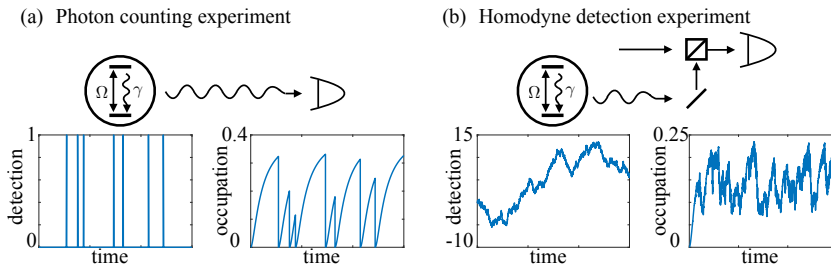 (a) Photon counting experiment
(b) Homodyne detection experiment
Ω γ
Ω γ
1
detection
0
time
0.4
occupation
0
time
15
detection
-10
time
0.25
occupation
0
time